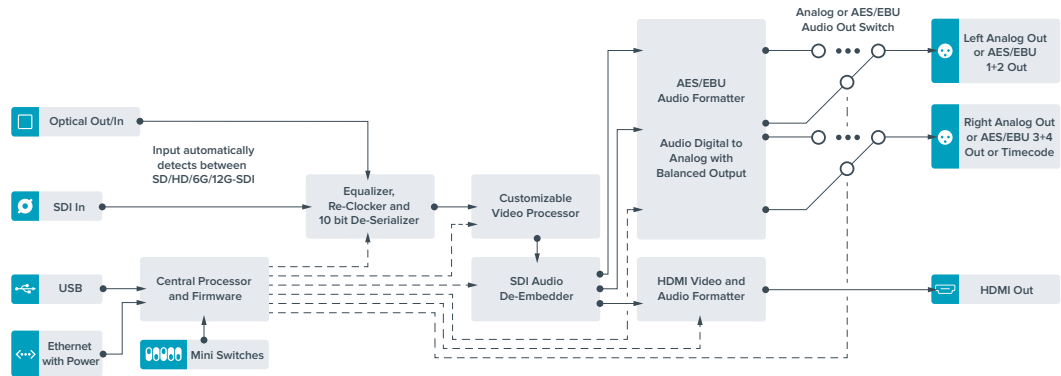 Analog or AES/EBU
Audio Out Switch
Left Analog Out
or AES/EBU
1+2 Out
AES/EBU
Audio Formatter
Optical Out/In
Right Analog Out
or AES/EBU 3+4
Out or Timecode
Audio Digital to
Analog with
Balanced Output
Input automatically
detects between
SD/HD/6G/12G-SDI
Equalizer,
Re-Clocker and
10 bit De-Serializer
Customizable
Video Processor
SDI In
USB
Central Processor
and Firmware
SDI Audio
De-Embedder
HDMI Video and
Audio Formatter
HDMI Out
Ethernet
with Power
Mini Switches